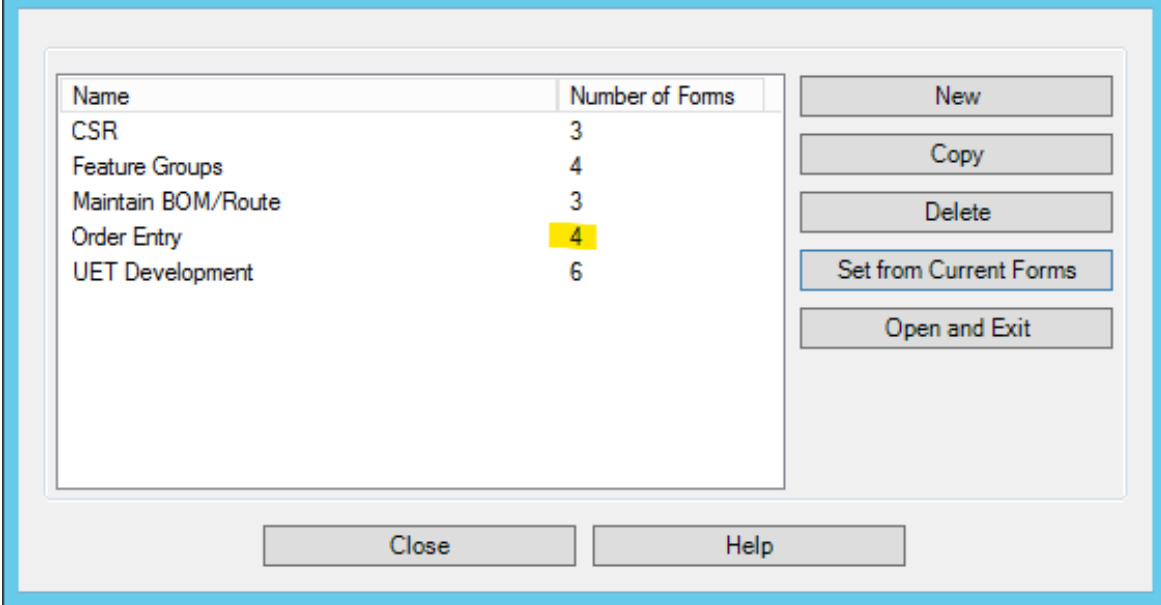 Name Number of Forms
CSR 3
Feature Groups 4
Maintain BOM/Route 3
Order Entry 4
UET Development 6
New
Copy
Delete
Set from Current Forms
Open and Exit
Close Help